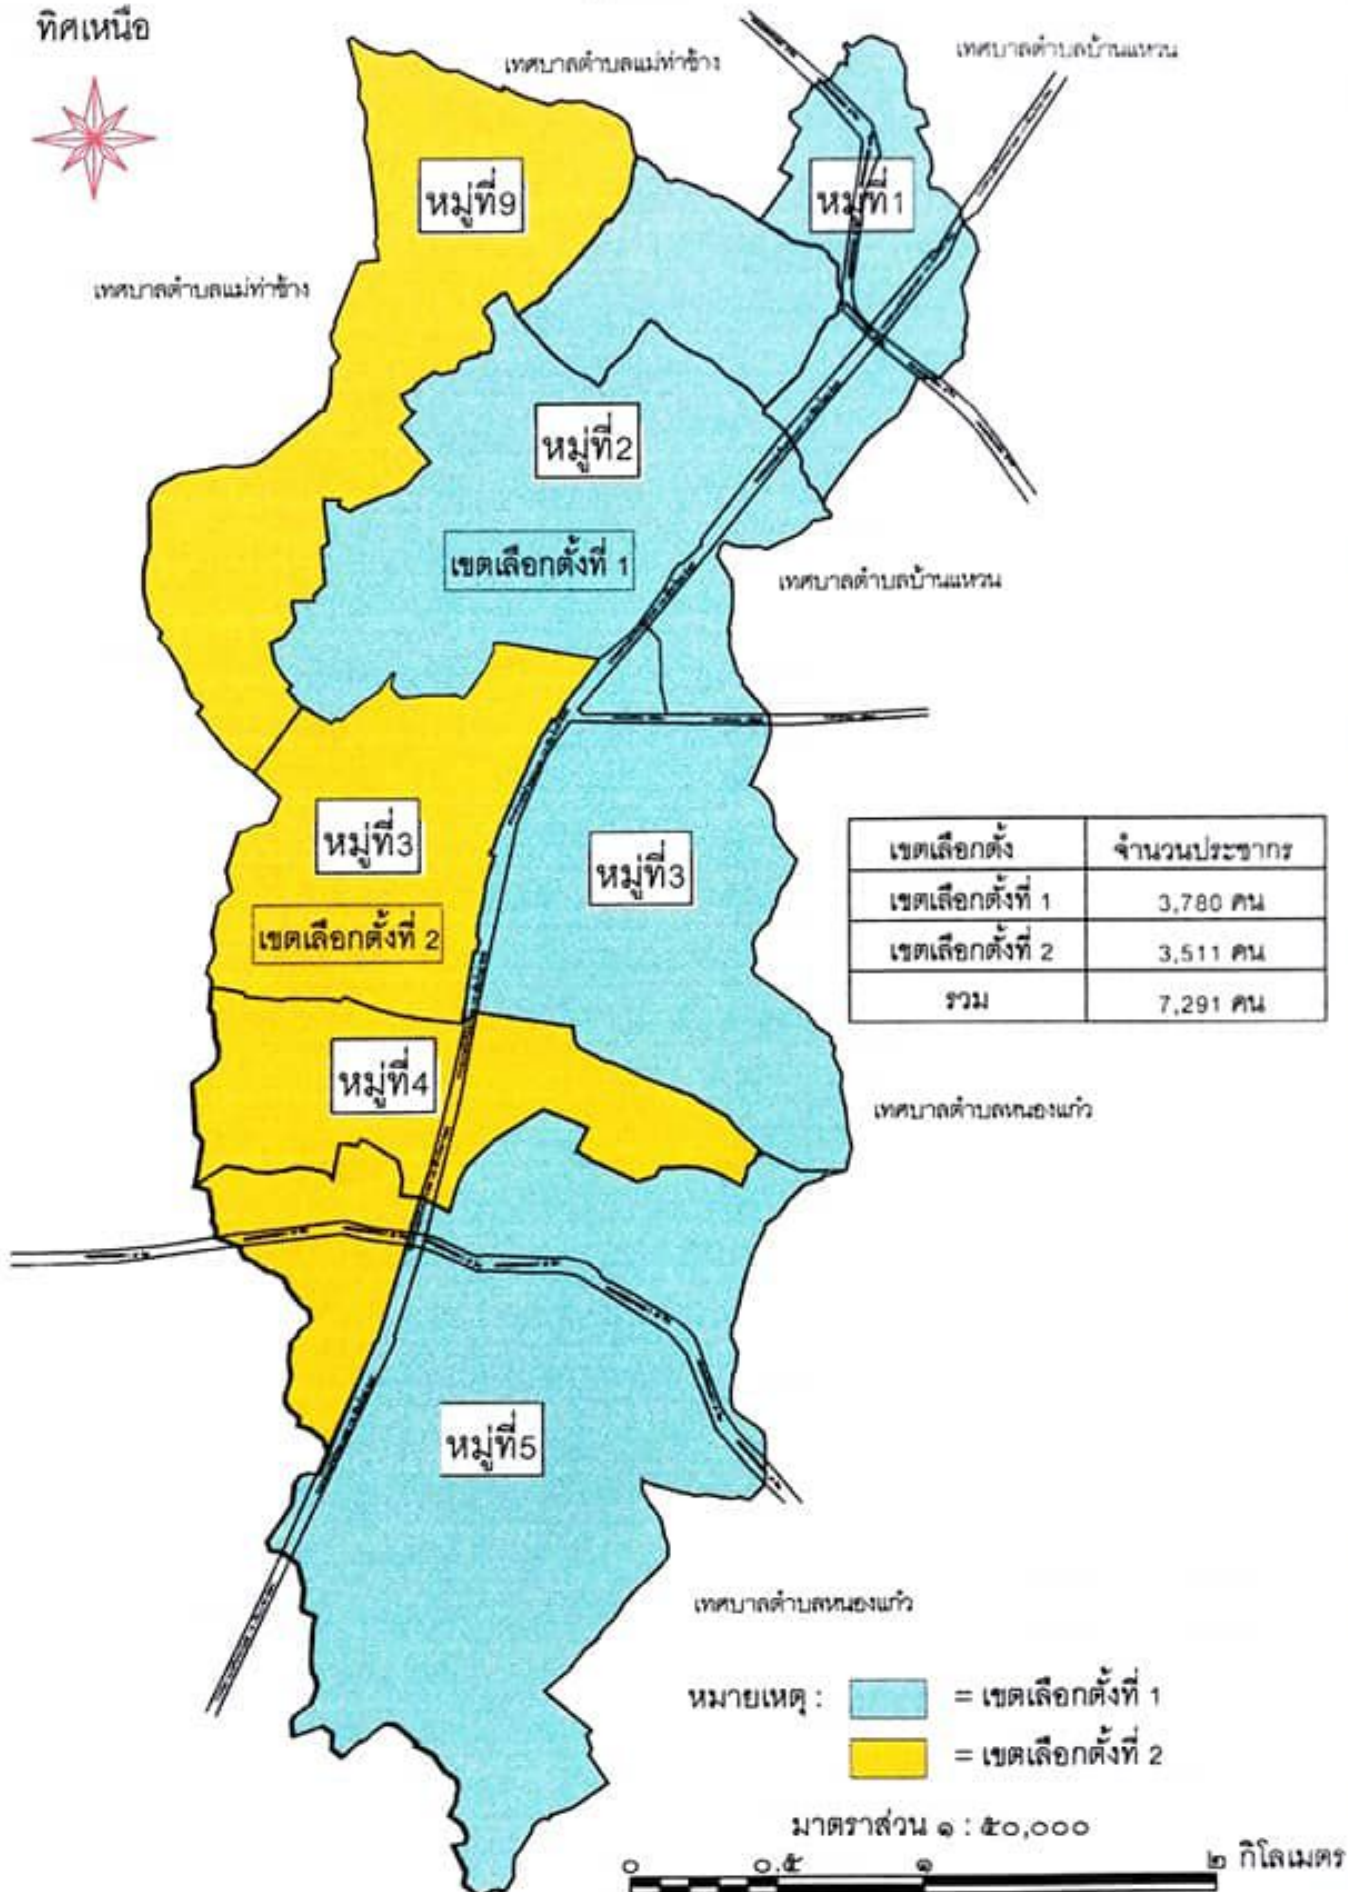 ทิศเหนือ
เทศบาลตำบลแม่ท่าช้าง
เทศบาลตำบลบ้านแหวน
หมู่ที่9
หมู่ที่1
เทศบาลตำบลแม่ท่าช้าง
หมู่ที่2
เขตเลือกตั้งที่ 1
เทศบาลตำบลบ้านแหวน
หมู่ที่3
หมู่ที่3
เขตเลือกตั้ง จำนวนประชากร
เขตเลือกตั้งที่ 1 3,780 คน
เขตเลือกตั้งที่ 2 3,511 คน
รวม 7,291 คน
เขตเลือกตั้งที่ 2
หมู่ที่4
เทศบาลตำบลหนองแก๋ว
หมู่ที่5
เทศบาลตำบลหนองแก๋ว
หมายเหตุ : = เขตเลือกตั้งที่ 1
= เขตเลือกตั้งที่ 2
มาตราส่วน ๑ : ๕๐,๐๐๐
๐ ๐.๕ ๑ ๒ กิโลเมตร